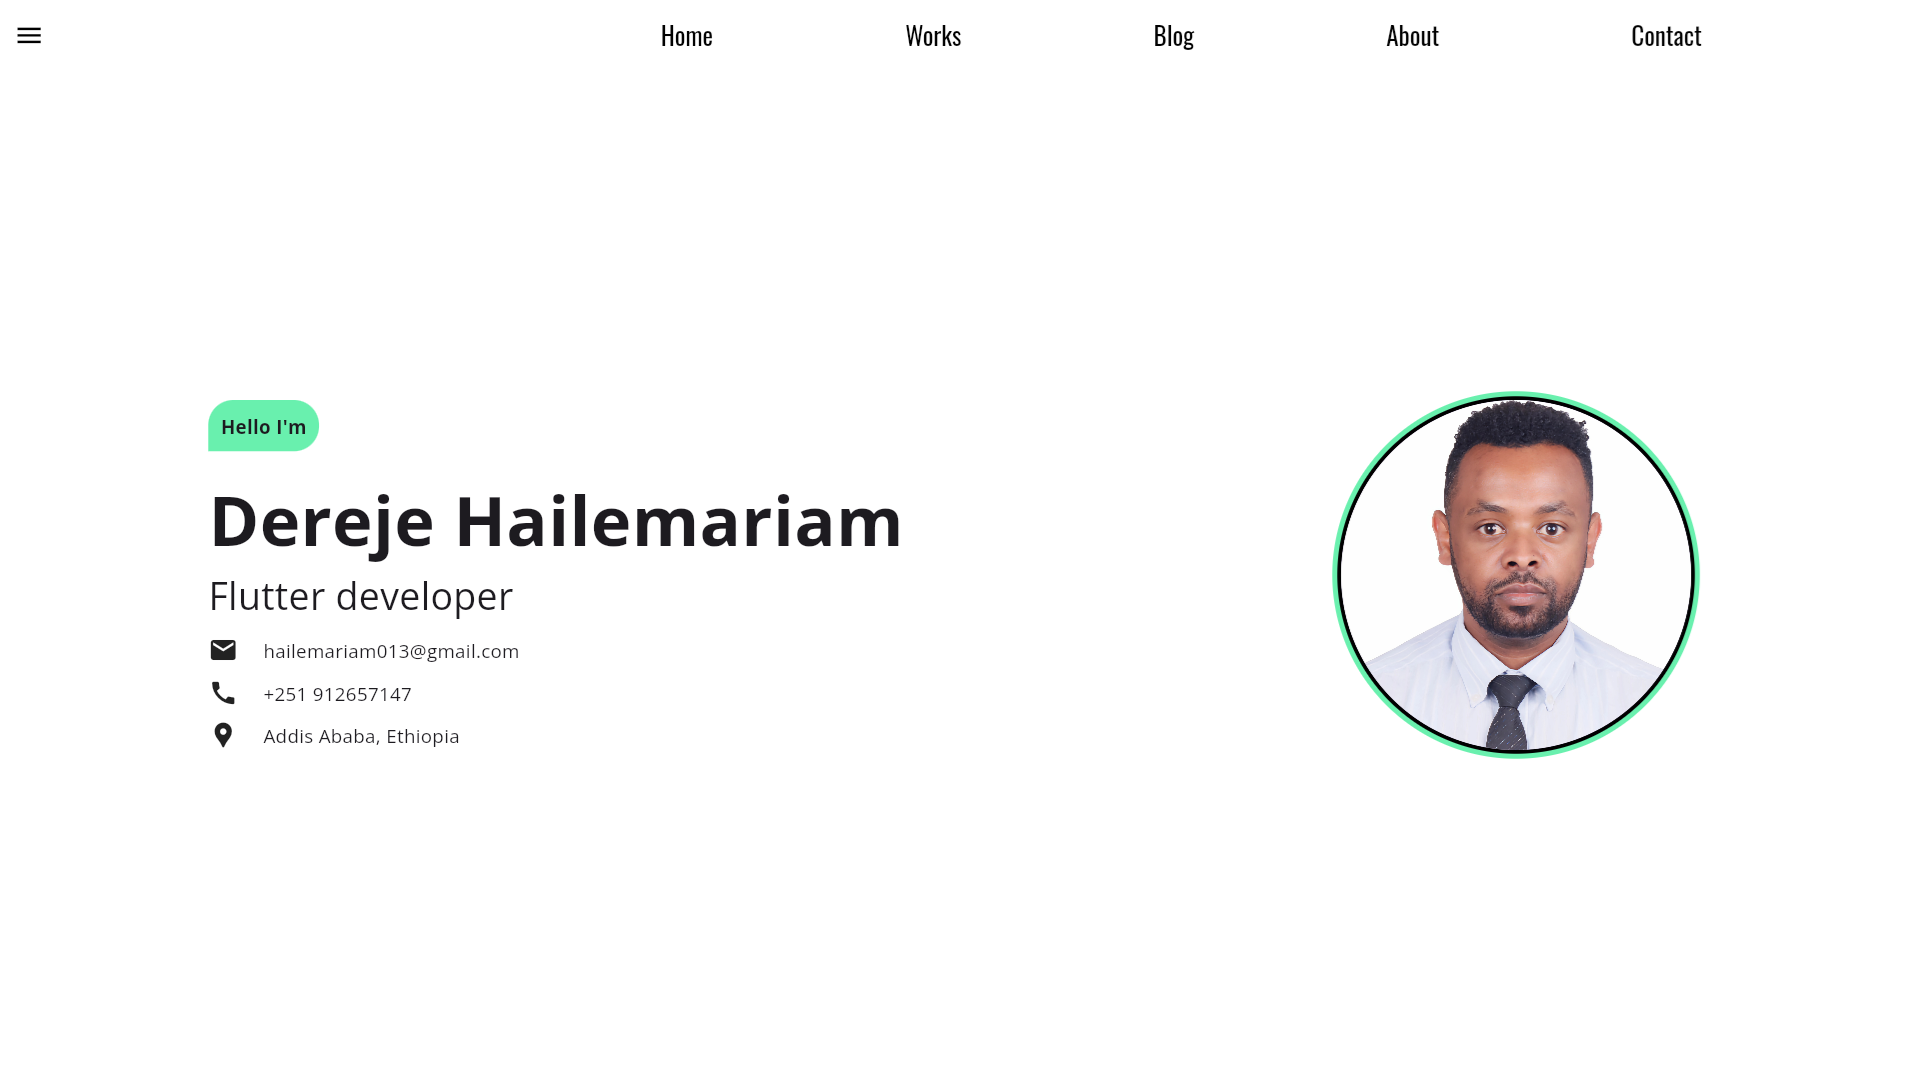 Home
Works
Blog
About
Contact
Hello I'm
Dereje Hailemariam
Flutter developer
hailemariam013@gmail.com
+251 912657147
Addis Ababa, Ethiopia